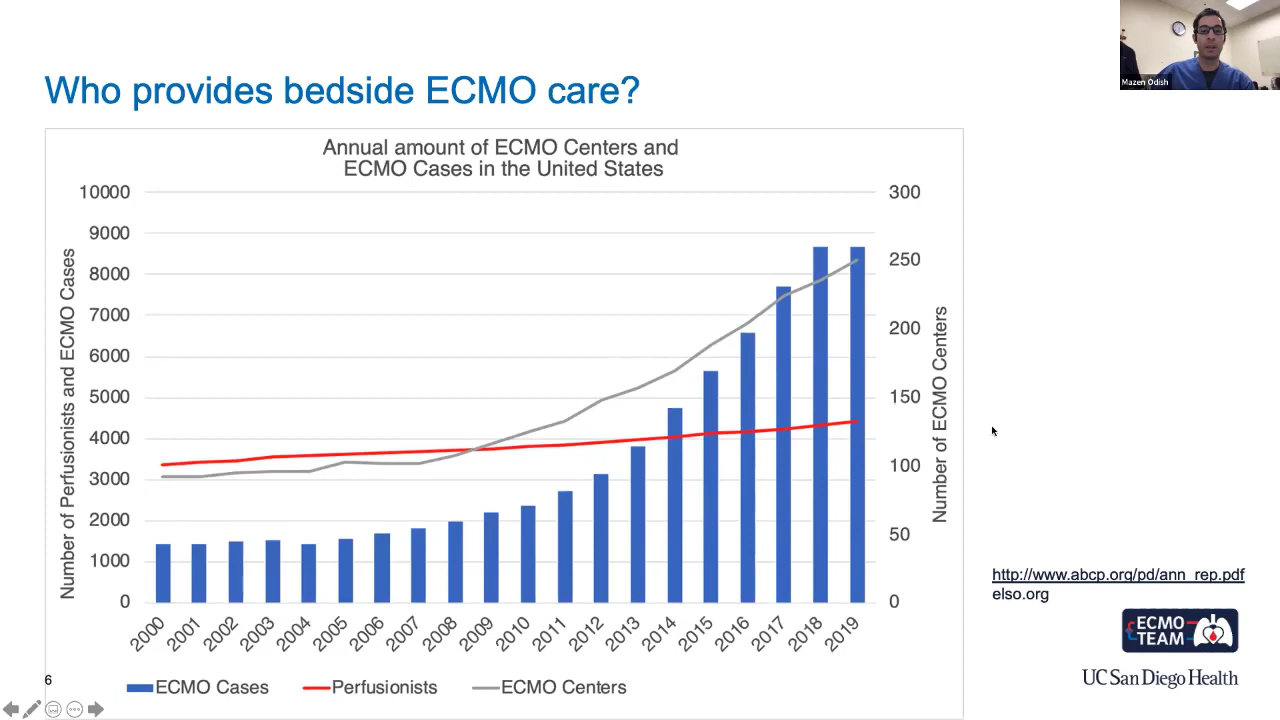 Mazen Odish
Who provides bedside ECMO care?
Annual amount of ECMO Centers and
ECMO Cases in the United States
Number of Perfusionists and ECMO Cases
10000
9000
8000
7000
6000
5000
4000
3000
2000
1000
0
300
250
200
150
100
50
0
Number of ECMO Centers
2000
2001
2002
2003
2004
2005
2006
2007
2008
2009
2010
2011
2012
2013
2014
2015
2016
2017
2018
2019
ECMO Cases
Perfusionists
ECMO Centers
http://www.abcp.org/pd/ann_rep.pdf
elso.org
ECMO
TEAM
UC San Diego Health
6